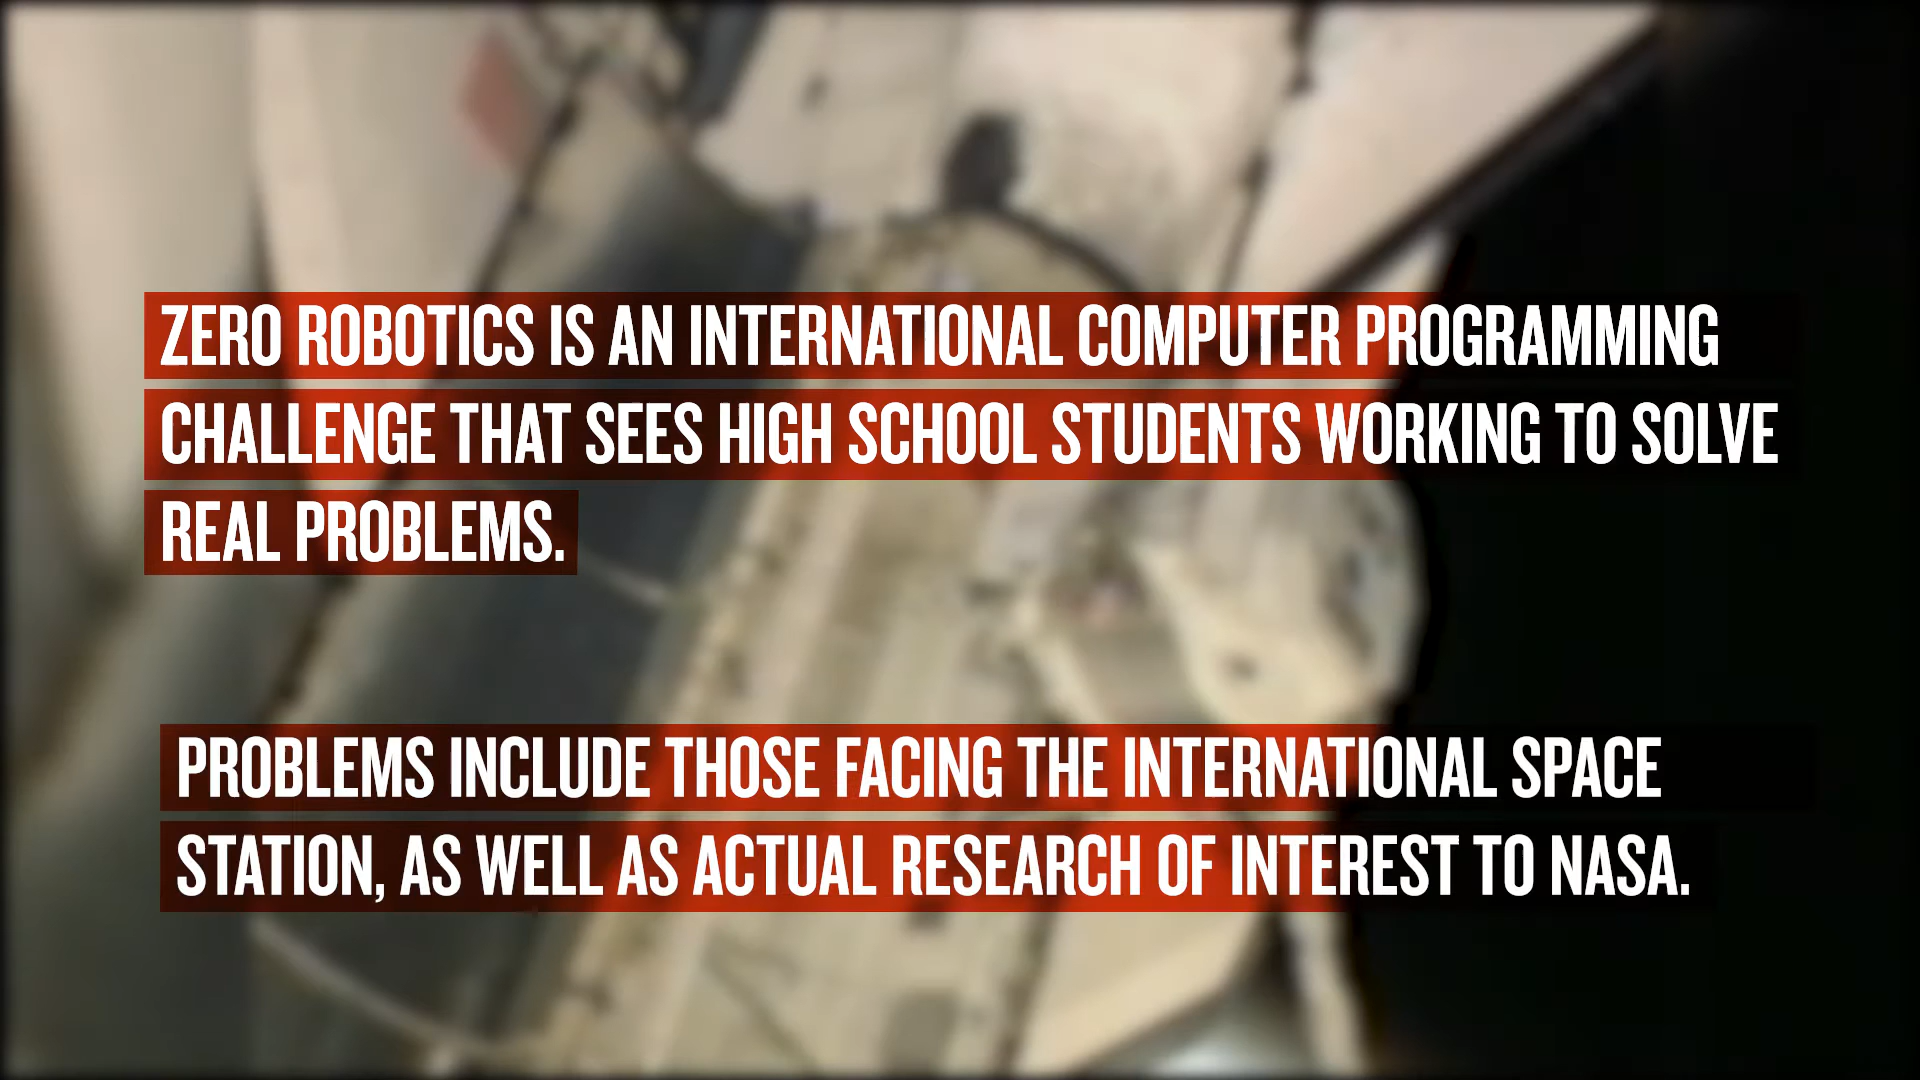 ZERO ROBOTICS IS AN INTERNATIONAL COMPUTER PROGRAMMING
CHALLENGE THAT SEES HIGH SCHOOL STUDENTS WORKING TO SOLVE
REAL PROBLEMS.
PROBLEMS INCLUDE THOSE FACING THE INTERNATIONAL SPACE
STATION, AS WELL AS ACTUAL RESEARCH OF INTEREST TO NASA.